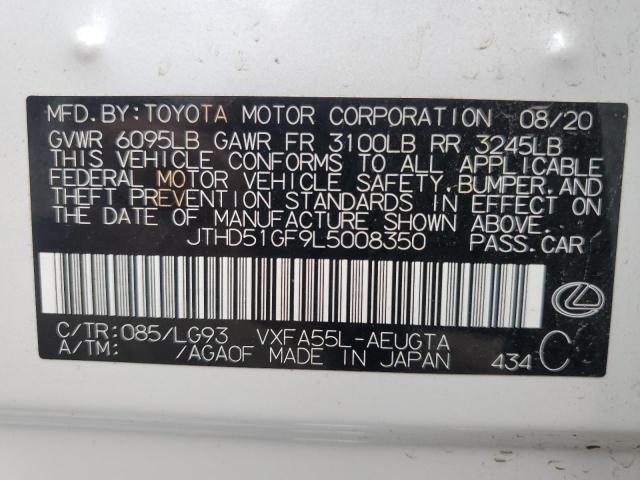 MFD.BY:TOYOTA MOTOR CORPORATION 08/20
GVWR 6095LB GAWR FR 3100LB RR 3245LB
THIS VEHICLE CONFORMS TO ALL APPLICABLE
FEDERAL MOTOR VEHICLE SAFETY,BUMPER,AND
THEFT PREVENTION STANDARDS IN EFFECT ON
THE DATE OF MANUFACTURE SHOWN ABOVE.
JTHD51GF9L5008350 PASS.CAR
C/TR:085/LG93 VXFA55L-AEUGTA
A/TM: /AGA0F MADE IN JAPAN 434 C